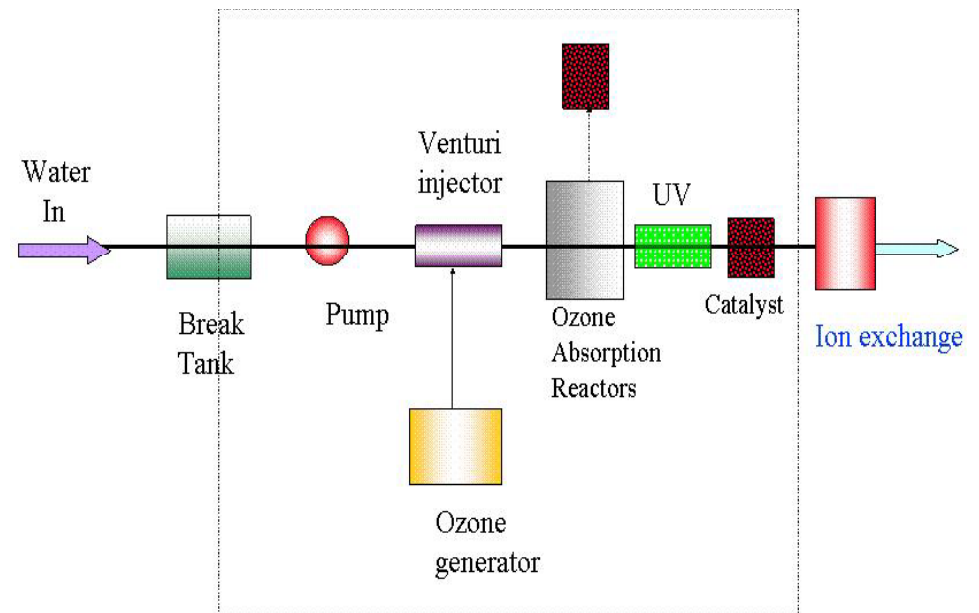 Water
In
Break
Tank
Pump
Venturi
injector
Ozone
generator
Ozone
Absorption
Reactors
UV
Catalyst
Ion exchange